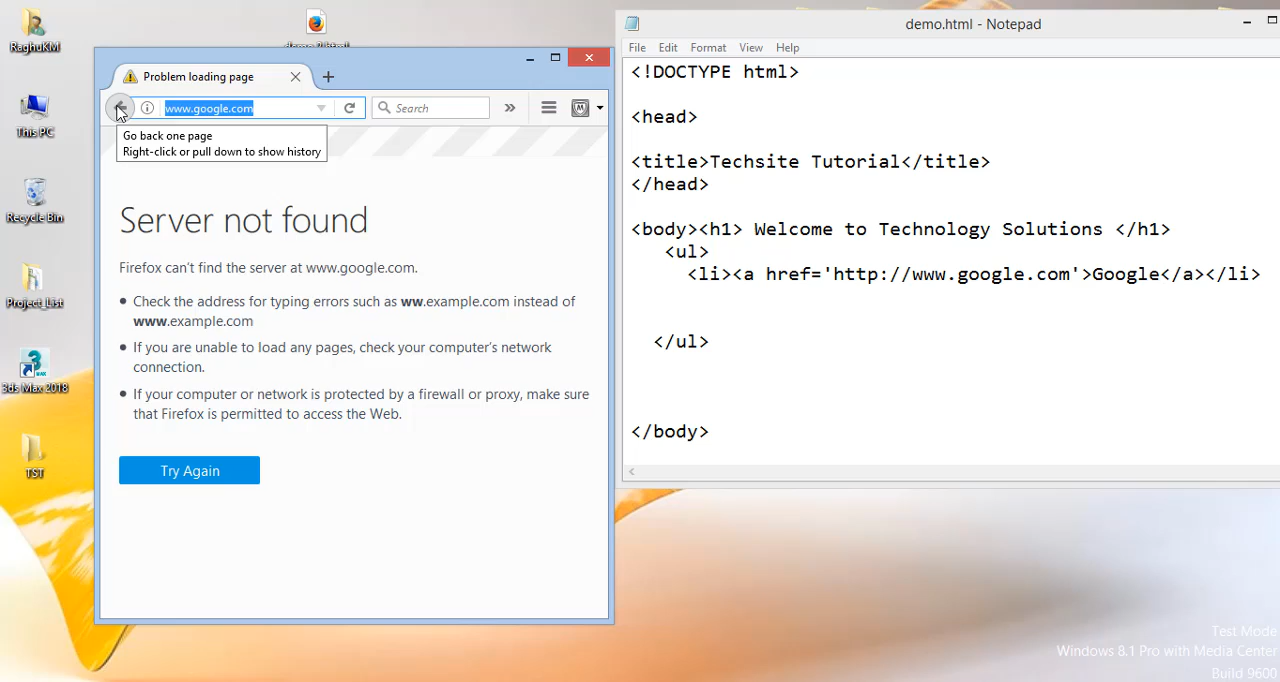 RaghuKM
This PC
Recycle Bin
Project_List
3ds Max 2018
TST
Problem loading page
www.google.com
Search
Go back one page
Right-click or pull down to show history
Server not found
Firefox can't find the server at www.google.com.
Check the address for typing errors such as ww.example.com instead of
www.example.com
If you are unable to load any pages, check your computer's network
connection.
If your computer or network is protected by a firewall or proxy, make sure
that Firefox is permitted to access the Web.
Try Again
demo.html - Notepad
File Edit Format View Help
<!DOCTYPE html>
<head>
<title>Techsite Tutorial</title>
</head>
<body><h1> Welcome to Technology Solutions </h1>
<ul>
<li><a href='http://www.google.com'>Google</a></li>
</ul>
</body>
Test Mode
Windows 8.1 Pro with Media Center
Build 9600